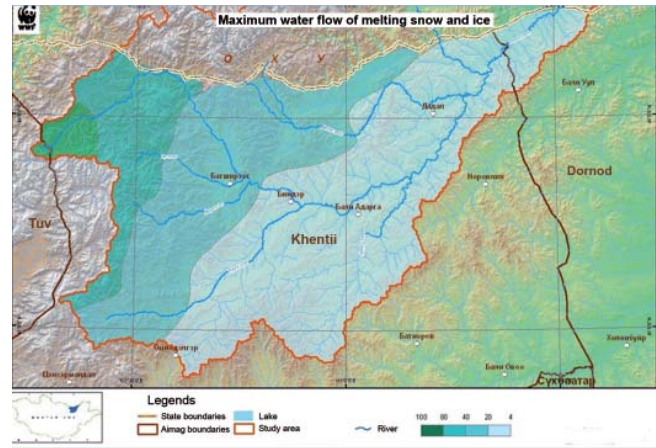 Maximum water flow of melting snow and ice
WWF
О Х У
Баян Уул
Дадал
Dornod
Батширээт
Норовлин
Биндэр
Баян Адарга
Tuv
Khentii
Батноров
Өмнөдэлгэр
Хөлөнбуйр
Цэнхэрмандал
Баян Овоо
Сүхбаатар
Legends
State boundaries
Lake
Aimag boundaries
Study area
River
100 80 40 20 4